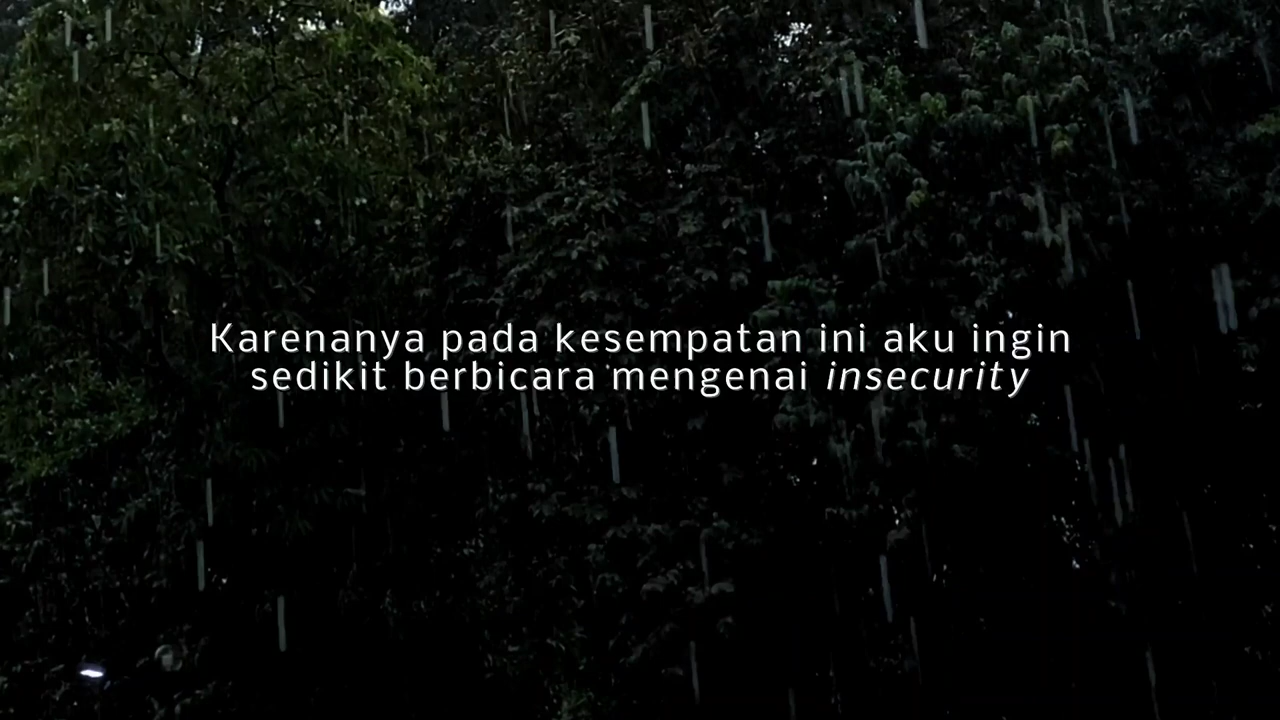 Karenanya pada kesempatan ini aku ingin
sedikit berbicara mengenai insecurity